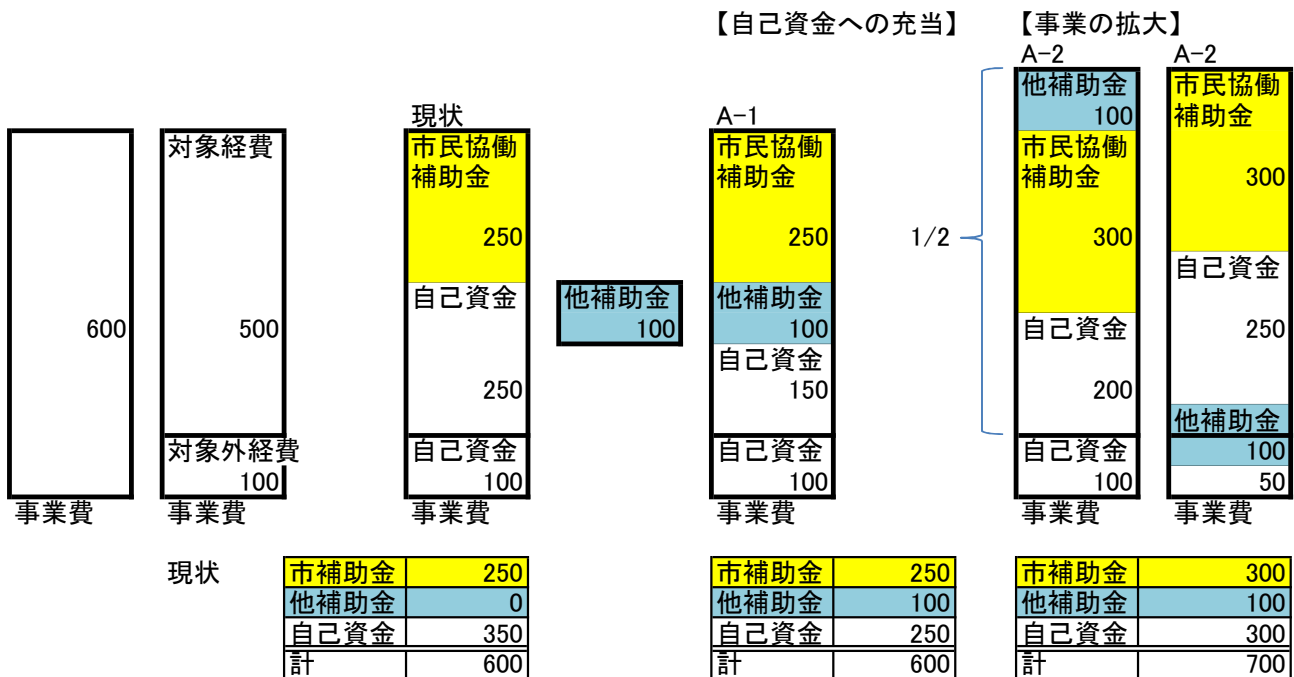 【自己資金への充当】 【事業の拡大】
現状 A-1 A-2 A-2
600
事業費
対象経費
500
対象外経費
100
事業費
市民協働
補助金
250
自己資金
250
自己資金
100
事業費
他補助金
100
市民協働
補助金
250
他補助金
100
自己資金
150
自己資金
100
事業費
1/2
他補助金
100
市民協働
補助金
300
自己資金
200
自己資金
100
事業費
市民協働
補助金
300
自己資金
250
他補助金
100
50
事業費
現状
市補助金 250
他補助金 0
自己資金 350
計 600
市補助金 250
他補助金 100
自己資金 250
計 600
市補助金 300
他補助金 100
自己資金 300
計 700